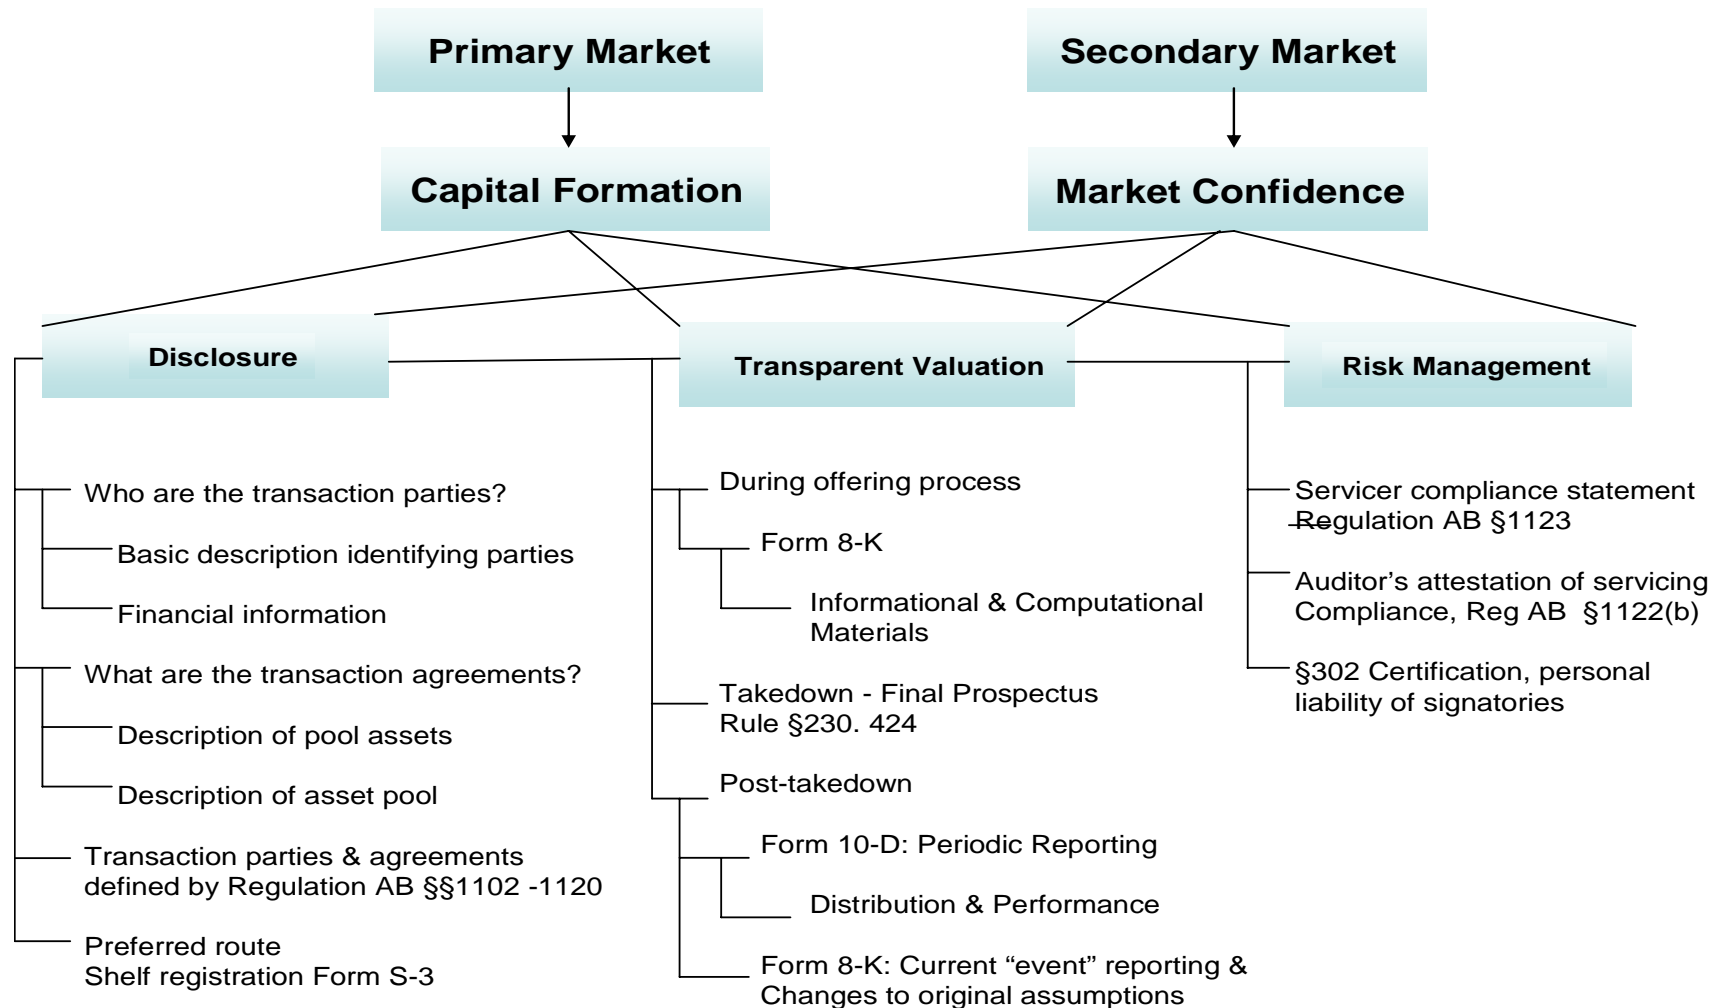 Primary Market
Secondary Market
Capital Formation
Market Confidence
Disclosure
Transparent Valuation
Risk Management
Who are the transaction parties?
Basic description identifying parties
Financial information
What are the transaction agreements?
Description of pool assets
Description of asset pool
Transaction parties & agreements
defined by Regulation AB §§1102 -1120
Preferred route
Shelf registration Form S-3
During offering process
Form 8-K
Informational & Computational
Materials
Takedown - Final Prospectus
Rule §230. 424
Post-takedown
Form 10-D: Periodic Reporting
Distribution & Performance
Form 8-K: Current “event” reporting &
Changes to original assumptions
Servicer compliance statement
Regulation AB §1123
Auditor’s attestation of servicing
Compliance, Reg AB  §1122(b)
§302 Certification, personal
liability of signatories